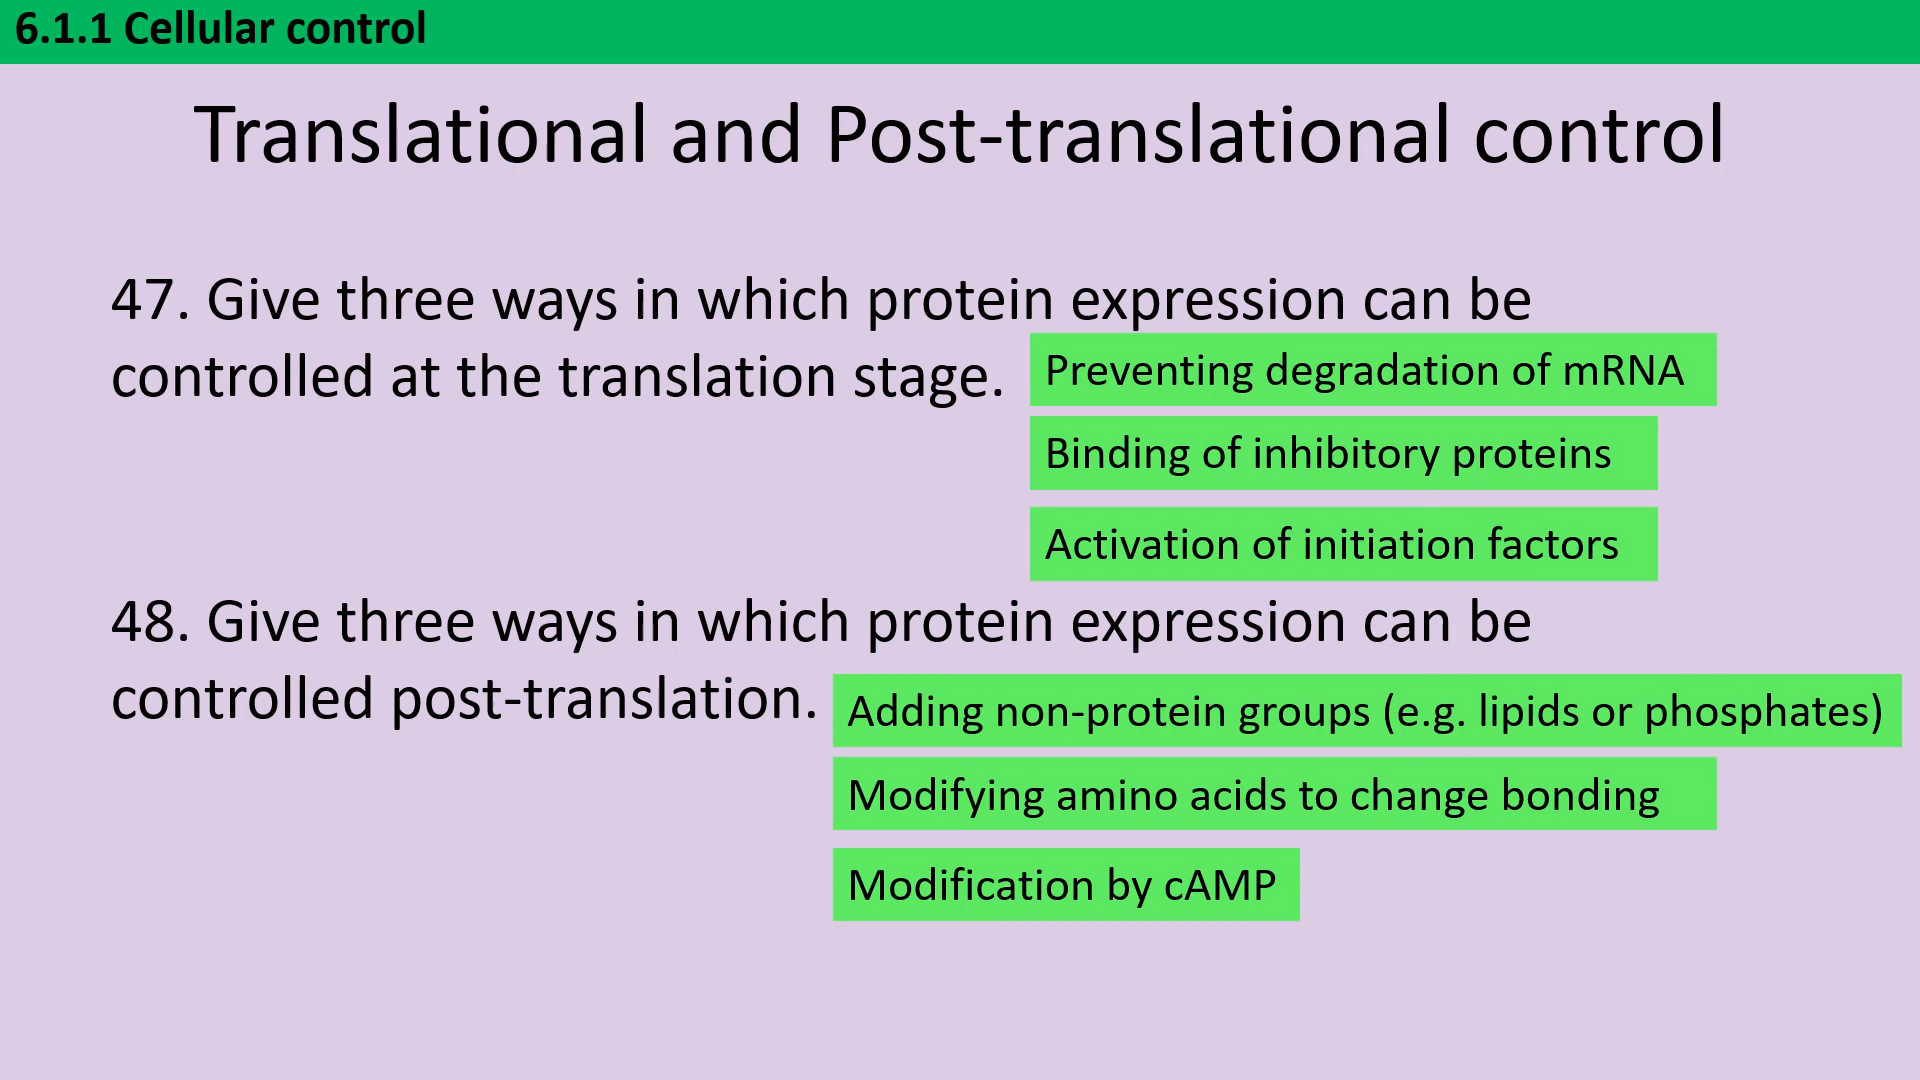 6.1.1 Cellular control
Translational and Post-translational control
47. Give three ways in which protein expression can be
controlled at the translation stage.
Preventing degradation of mRNA
Binding of inhibitory proteins
Activation of initiation factors
48. Give three ways in which protein expression can be
controlled post-translation.
Adding non-protein groups (e.g. lipids or phosphates)
Modifying amino acids to change bonding
Modification by cAMP